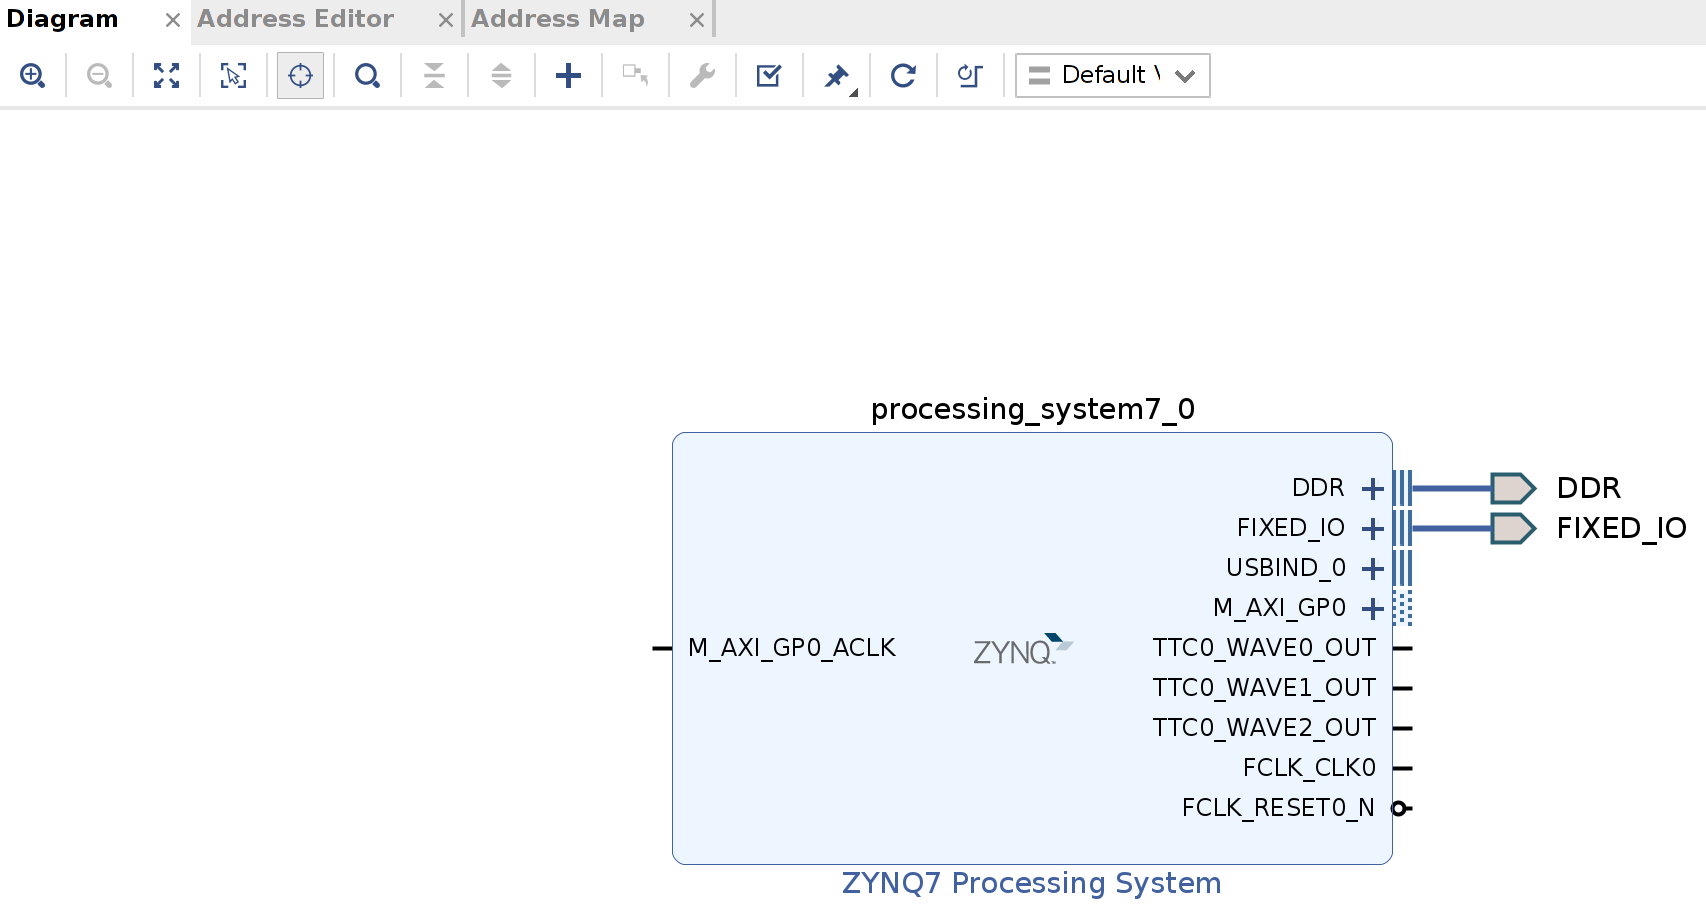 Diagram
Address Editor
Address Map
Default
processing_system7_0
DDR
FIXED_IO
USBIND_0
M_AXI_GP0
M_AXI_GP0_ACLK
ZYNQ
TTC0_WAVE0_OUT
TTC0_WAVE1_OUT
TTC0_WAVE2_OUT
FCLK_CLK0
FCLK_RESET0_N
DDR
FIXED_IO
ZYNQ7 Processing System